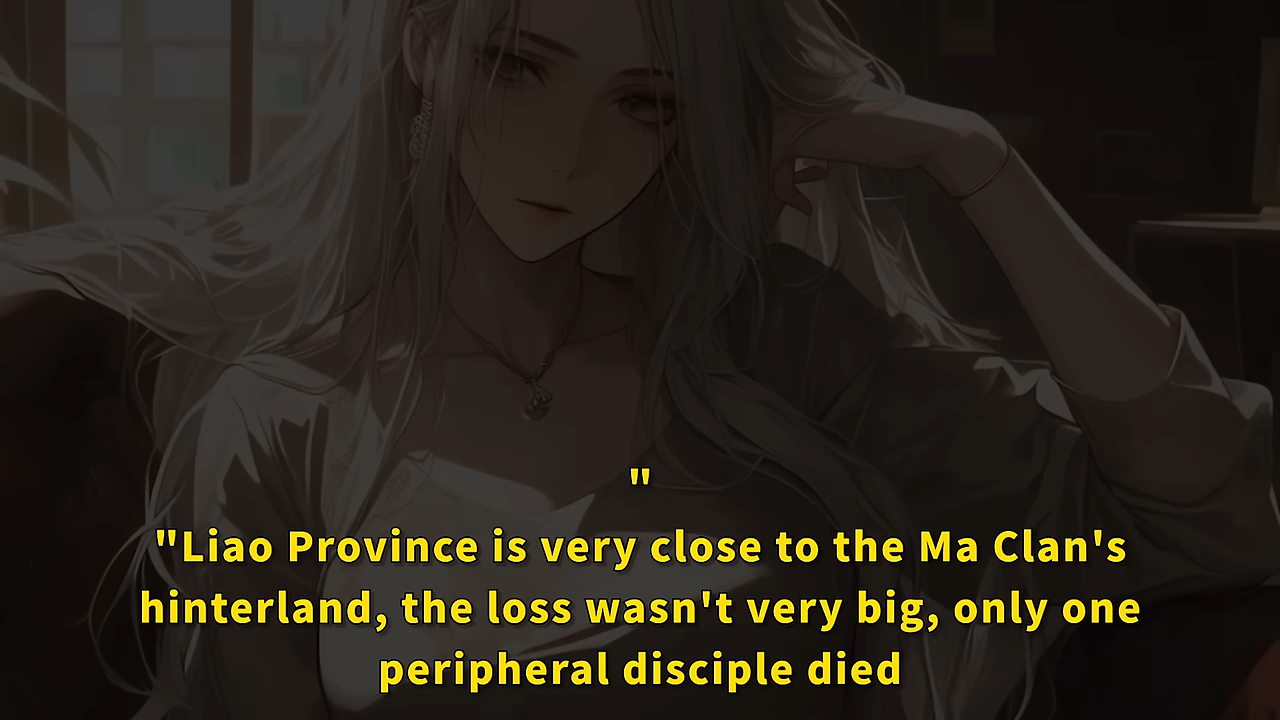 "
"Liao Province is very close to the Ma Clan's
hinterland, the loss wasn't very big, only one
peripheral disciple died